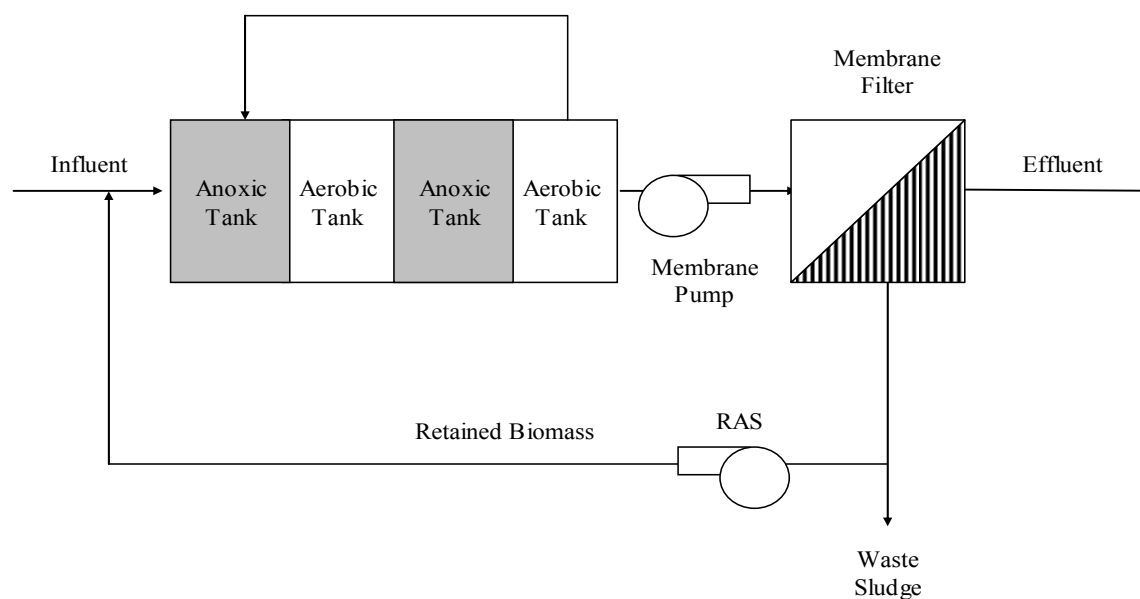 Membrane
Filter
Influent
Anoxic
Tank
Aerobic
Tank
Anoxic
Tank
Aerobic
Tank
Effluent
Membrane
Pump
Retained Biomass
RAS
Waste
Sludge